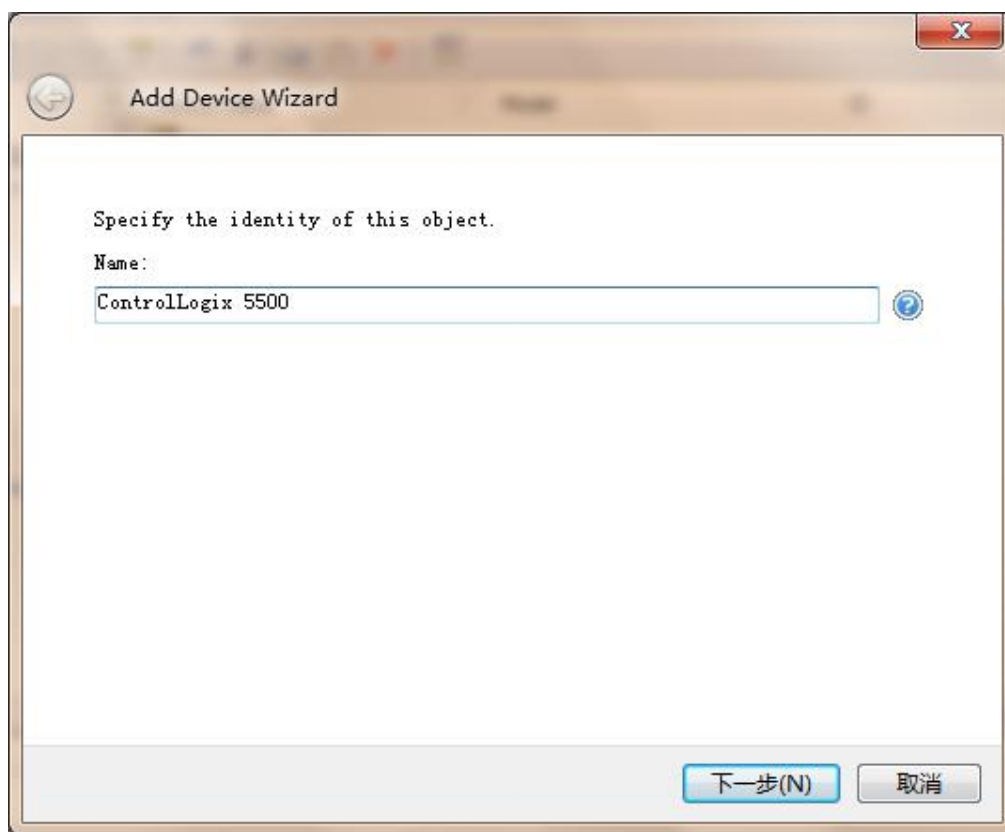 Add Device Wizard
Specify the identity of this object.
Name:
ControlLogix 5500
下一步(N)
取消